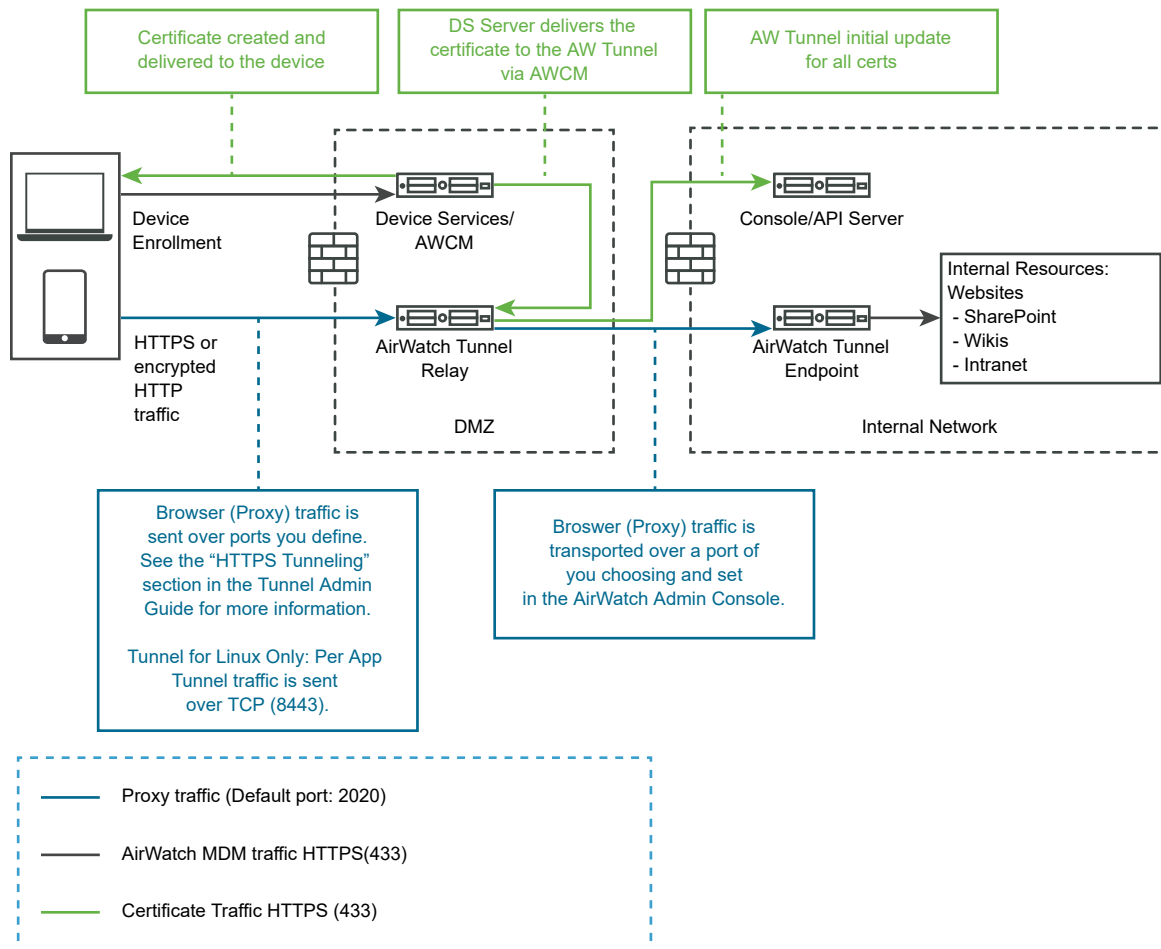 Certificate created and
delivered to the device
DS Server delivers the
certificate to the AW Tunnel
via AWCM
AW Tunnel initial update
for all certs
Device
Enrollment
Device Services/
AWCM
Console/API Server
Internal Resources:
Websites
- SharePoint
- Wikis
- Intranet
HTTPS or
encrypted
HTTP
traffic
AirWatch Tunnel
Relay
AirWatch Tunnel
Endpoint
DMZ
Internal Network
Browser (Proxy) traffic is
sent over ports you define.
See the “HTTPS Tunneling”
section in the Tunnel Admin
Guide for more information.
Tunnel for Linux Only: Per App
Tunnel traffic is sent
over TCP (8443).
Broswer (Proxy) traffic is
transported over a port of
you choosing and set
in the AirWatch Admin Console.
Proxy traffic (Default port: 2020)
AirWatch MDM traffic HTTPS(433)
Certificate Traffic HTTPS (433)